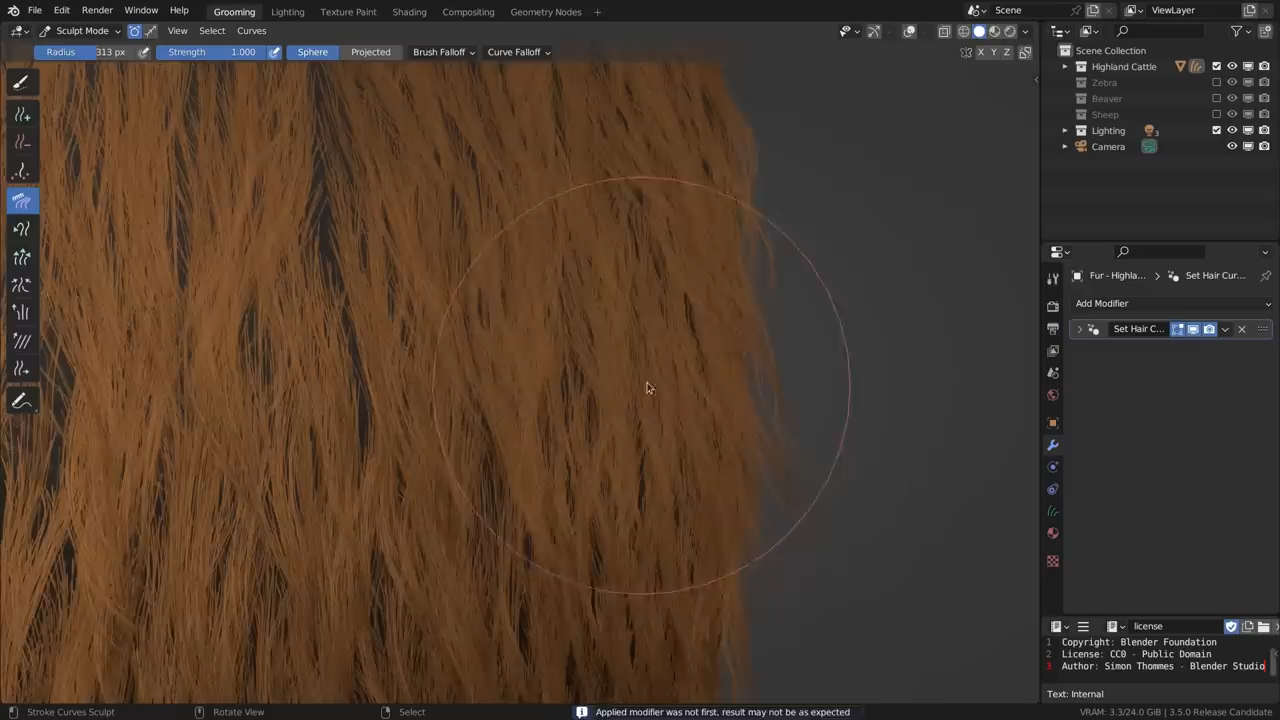 File Edit Render Window Help Grooming Lighting Texture Paint Shading Compositing Geometry Nodes + Scene ViewLayer
Sculpt Mode View Select Curves X Y Z
Radius 313 px Strength 1.000 Sphere Projected Brush Falloff Curve Falloff
Scene Collection
Highland Cattle
Zebra
Beaver
Sheep
Lighting 3
Camera
Fur - Highla... > Set Hair Cur...
Add Modifier
Set Hair C...
license
1 Copyright: Blender Foundation
2 License: CC0 - Public Domain
3 Author: Simon Thommes - Blender Studio
Text: Internal
Stroke Curves Sculpt Rotate View Select Applied modifier was not first, result may not be as expected VRAM: 3.3/24.0 GiB | 3.5.0 Release Candidate